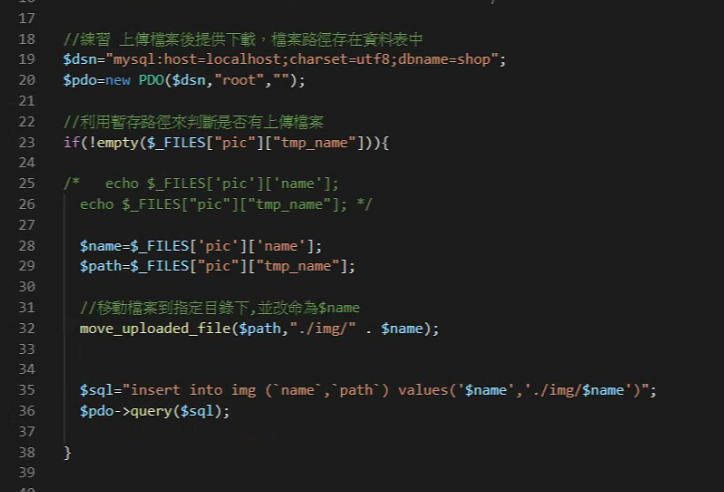 17
18 //練習 上傳檔案後提供下載，檔案路徑存在資料表中
19 $dsn="mysql:host=localhost;charset=utf8;dbname=shop";
20 $pdo=new PDO($dsn,"root","");
21
22 //利用暫存路徑來判斷是否有上傳檔案
23 if(!empty($_FILES["pic"]["tmp_name"])){
24
25 /*   echo $_FILES['pic']['name'];
26   echo $_FILES["pic"]["tmp_name"]; */
27
28   $name=$_FILES['pic']['name'];
29   $path=$_FILES["pic"]["tmp_name"];
30
31   //移動檔案到指定目錄下,並改命為$name
32   move_uploaded_file($path,"./img/" . $name);
33
34
35   $sql="insert into img (`name`,`path`) values('$name','./img/$name')";
36   $pdo->query($sql);
37
38 }
39